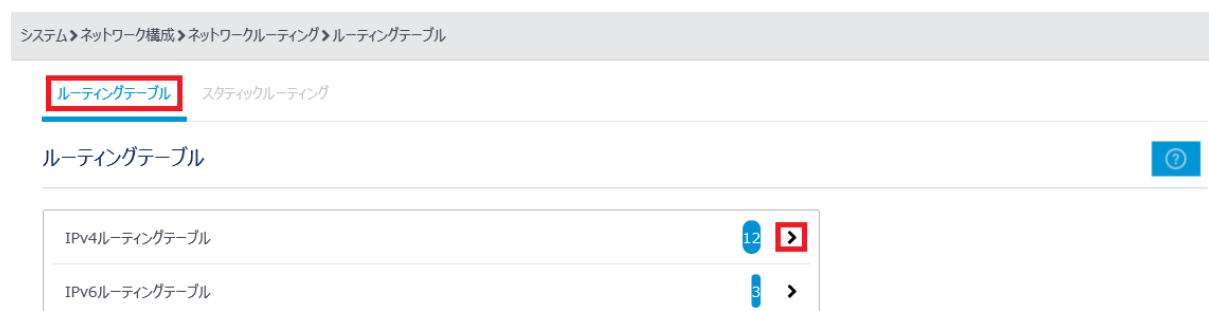 システム>ネットワーク構成>ネットワークルーティング>ルーティングテーブル
ルーティングテーブル スタティックルーティング
ルーティングテーブル ?
IPv4ルーティングテーブル 12 >
IPv6ルーティングテーブル 3 >